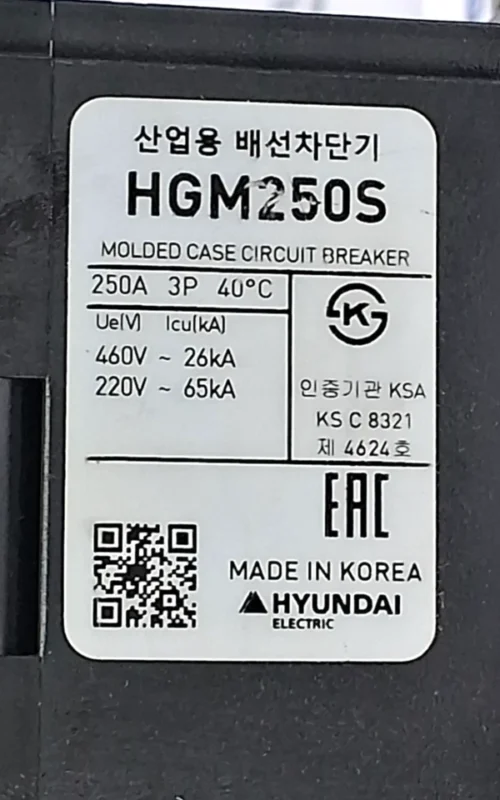 산업용 배선차단기
HGM250S
MOLDED CASE CIRCUIT BREAKER
250A 3P 40°C
Ue(V) Icu(kA)
460V ~ 26kA
220V ~ 65kA
K
인증기관 KSA
KS C 8321
제 4624호
EAC
MADE IN KOREA
HYUNDAI
ELECTRIC